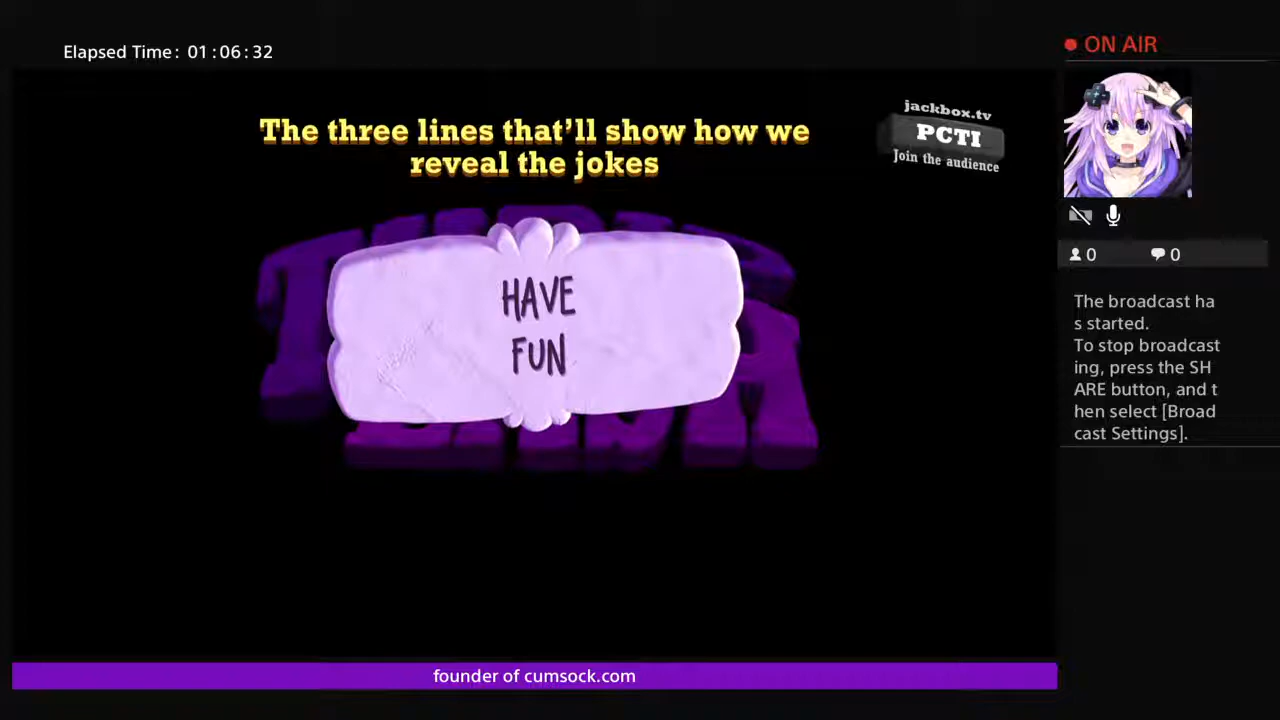 Elapsed Time: 01:06:32
ON AIR
The three lines that'll show how we
reveal the jokes
jackbox.tv
PCTI
Join the audience
HAVE
FUN
0 0
The broadcast ha
s started.
To stop broadcast
ing, press the SH
ARE button, and t
hen select [Broad
cast Settings].
founder of cumsock.com